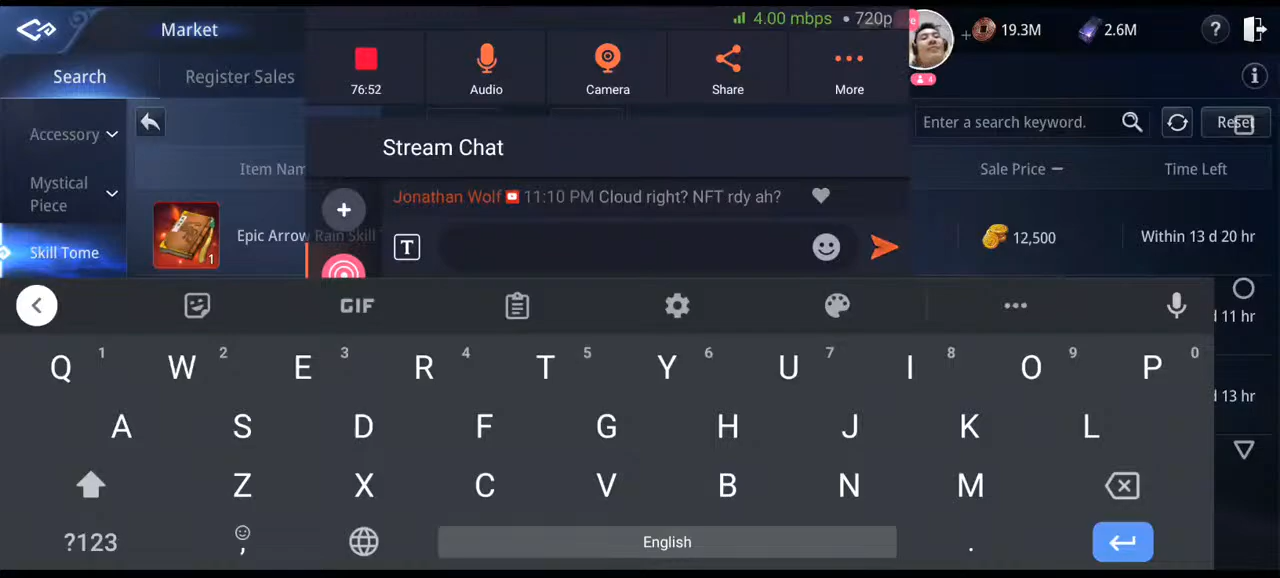 Market
4.00 mbps • 720p
19.3M
2.6M
?
Search
Register Sales
76:52
Audio
Camera
Share
More
Accessory
Enter a search keyword.
Reset
Stream Chat
Item Nam
Sale Price
Time Left
Mystical
Piece
Jonathan Wolf 11:10 PM Cloud right? NFT rdy ah?
Skill Tome
1
Epic Arrow Rain Skill
T
12,500
Within 13 d 20 hr
GIF
d 11 hr
Q 1 W 2 E 3 R 4 T 5 Y 6 U 7 I 8 O 9 P 0
d 13 hr
A S D F G H J K L
Z X C V B N M
?123 , English .